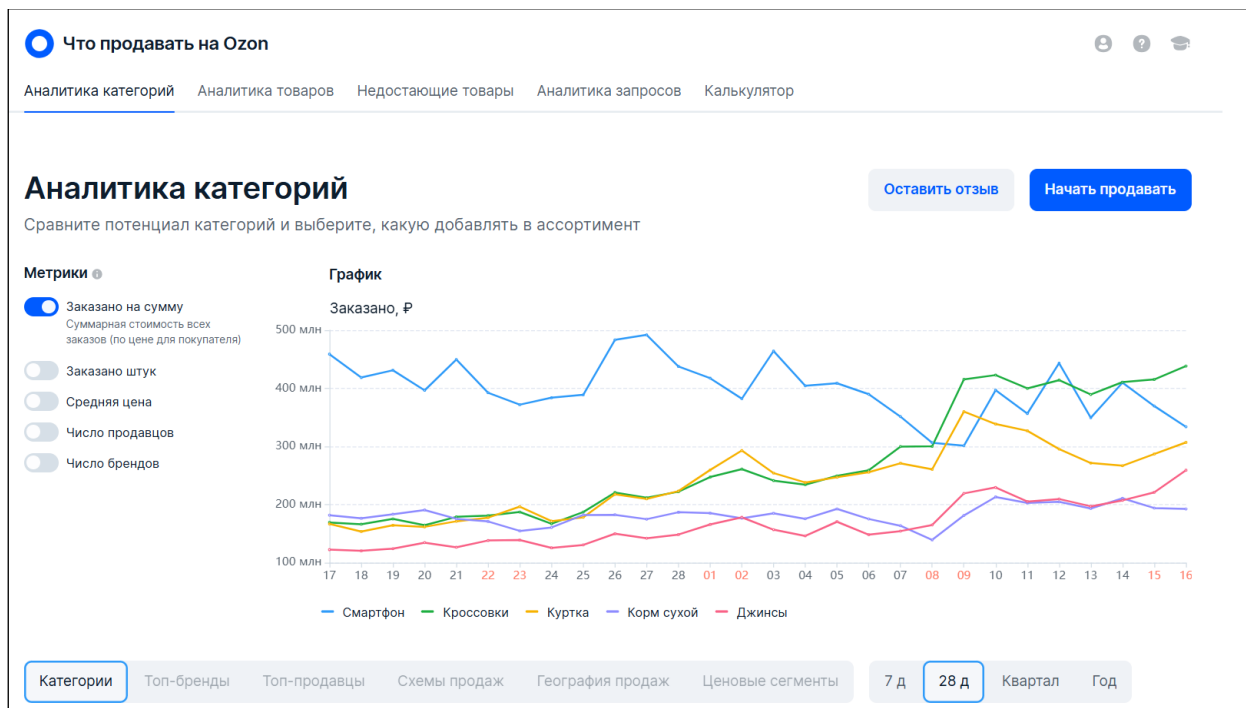 Что продавать на Ozon
Аналитика категорий Аналитика товаров Недостающие товары Аналитика запросов Калькулятор
Аналитика категорий
Оставить отзыв Начать продавать
Сравните потенциал категорий и выберите, какую добавлять в ассортимент
Метрики
Заказано на сумму
Суммарная стоимость всех
заказов (по цене для покупателя)
Заказано штук
Средняя цена
Число продавцов
Число брендов
График
Заказано, ₽
500 млн
400 млн
300 млн
200 млн
100 млн
17 18 19 20 21 22 23 24 25 26 27 28 01 02 03 04 05 06 07 08 09 10 11 12 13 14 15 16
Смартфон Кроссовки Куртка Корм сухой Джинсы
Категории Топ-бренды Топ-продавцы Схемы продаж География продаж Ценовые сегменты 7 д 28 д Квартал Год